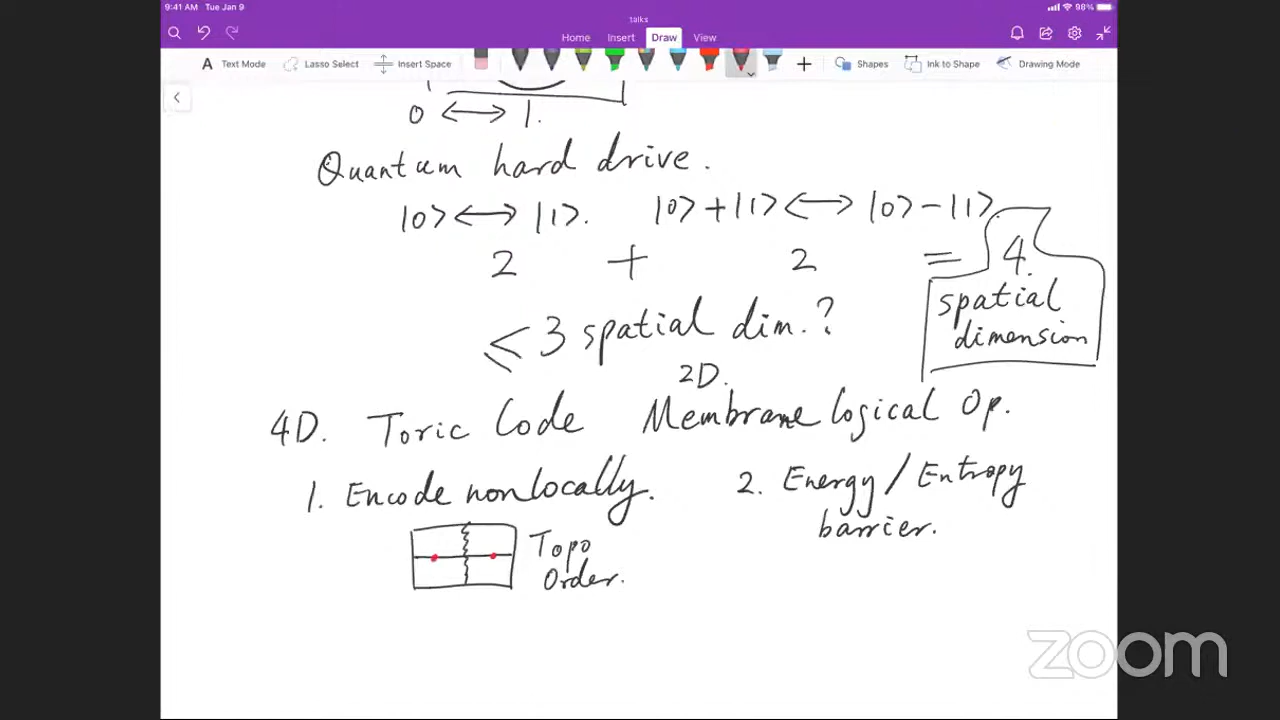 9:41 AM Tue Jan 9
98%
talks
Home Insert Draw View
Text Mode Lasso Select Insert Space Shapes Ink to Shape Drawing Mode
0 ⟷ 1.
Quantum hard drive.
|0⟩ ⟷ |1⟩. |0⟩+|1⟩ ⟷ |0⟩-|1⟩
2 + 2 = 4.
spatial
dimension
≤ 3 spatial dim. ?
2D.
4D. Toric Code Membrane logical Op.
1. Encode nonlocally. 2. Energy/Entropy
barrier.
Topo
Order.
zoom